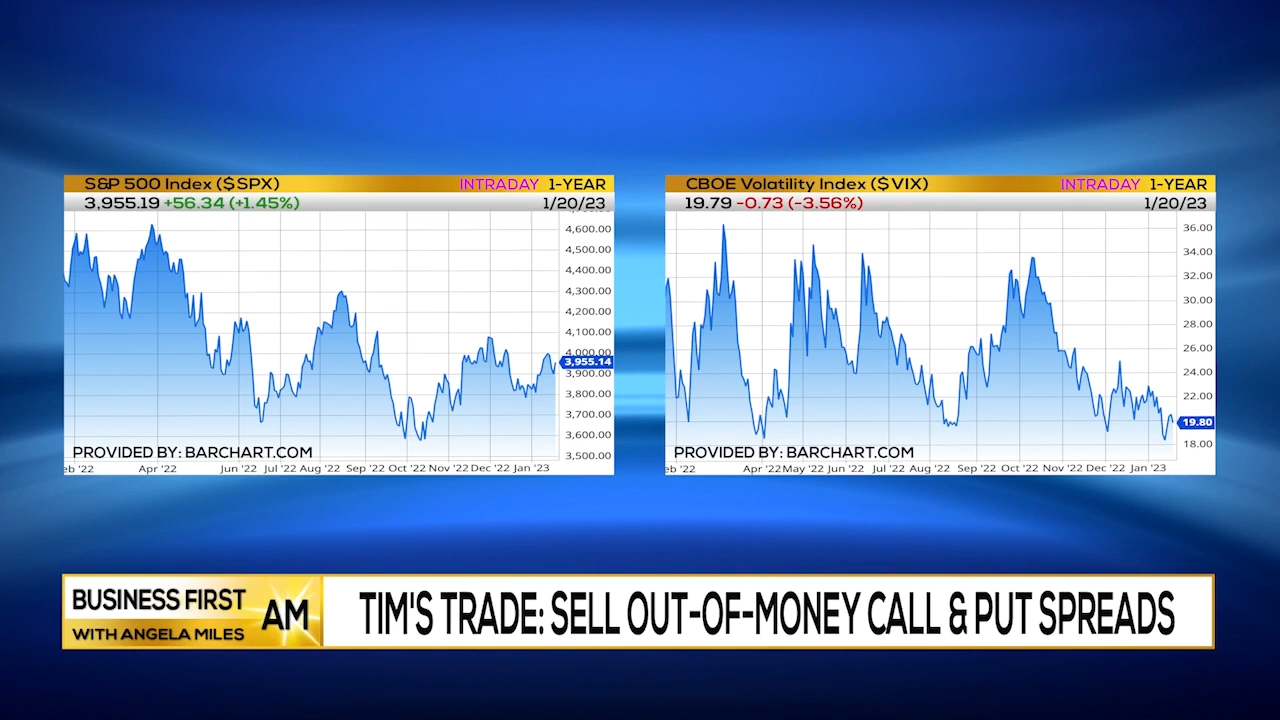 S&P 500 Index ($SPX) INTRADAY 1-YEAR
3,955.19 +56.34 (+1.45%) 1/20/23
4,600.00
4,500.00
4,400.00
4,300.00
4,200.00
4,100.00
4,000.00
3,955.14
3,900.00
3,800.00
3,700.00
3,600.00
3,500.00
PROVIDED BY: BARCHART.COM
eb '22 Apr '22 Jun '22 Jul '22 Aug '22 Sep '22 Oct '22 Nov '22 Dec '22 Jan '23
CBOE Volatility Index ($VIX) INTRADAY 1-YEAR
19.79 -0.73 (-3.56%) 1/20/23
36.00
34.00
32.00
30.00
28.00
26.00
24.00
22.00
19.80
18.00
PROVIDED BY: BARCHART.COM
eb '22 Apr '22 May '22 Jun '22 Jul '22 Aug '22 Sep '22 Oct '22 Nov '22 Dec '22 Jan '23
BUSINESS FIRST AM
WITH ANGELA MILES
TIM'S TRADE: SELL OUT-OF-MONEY CALL & PUT SPREADS